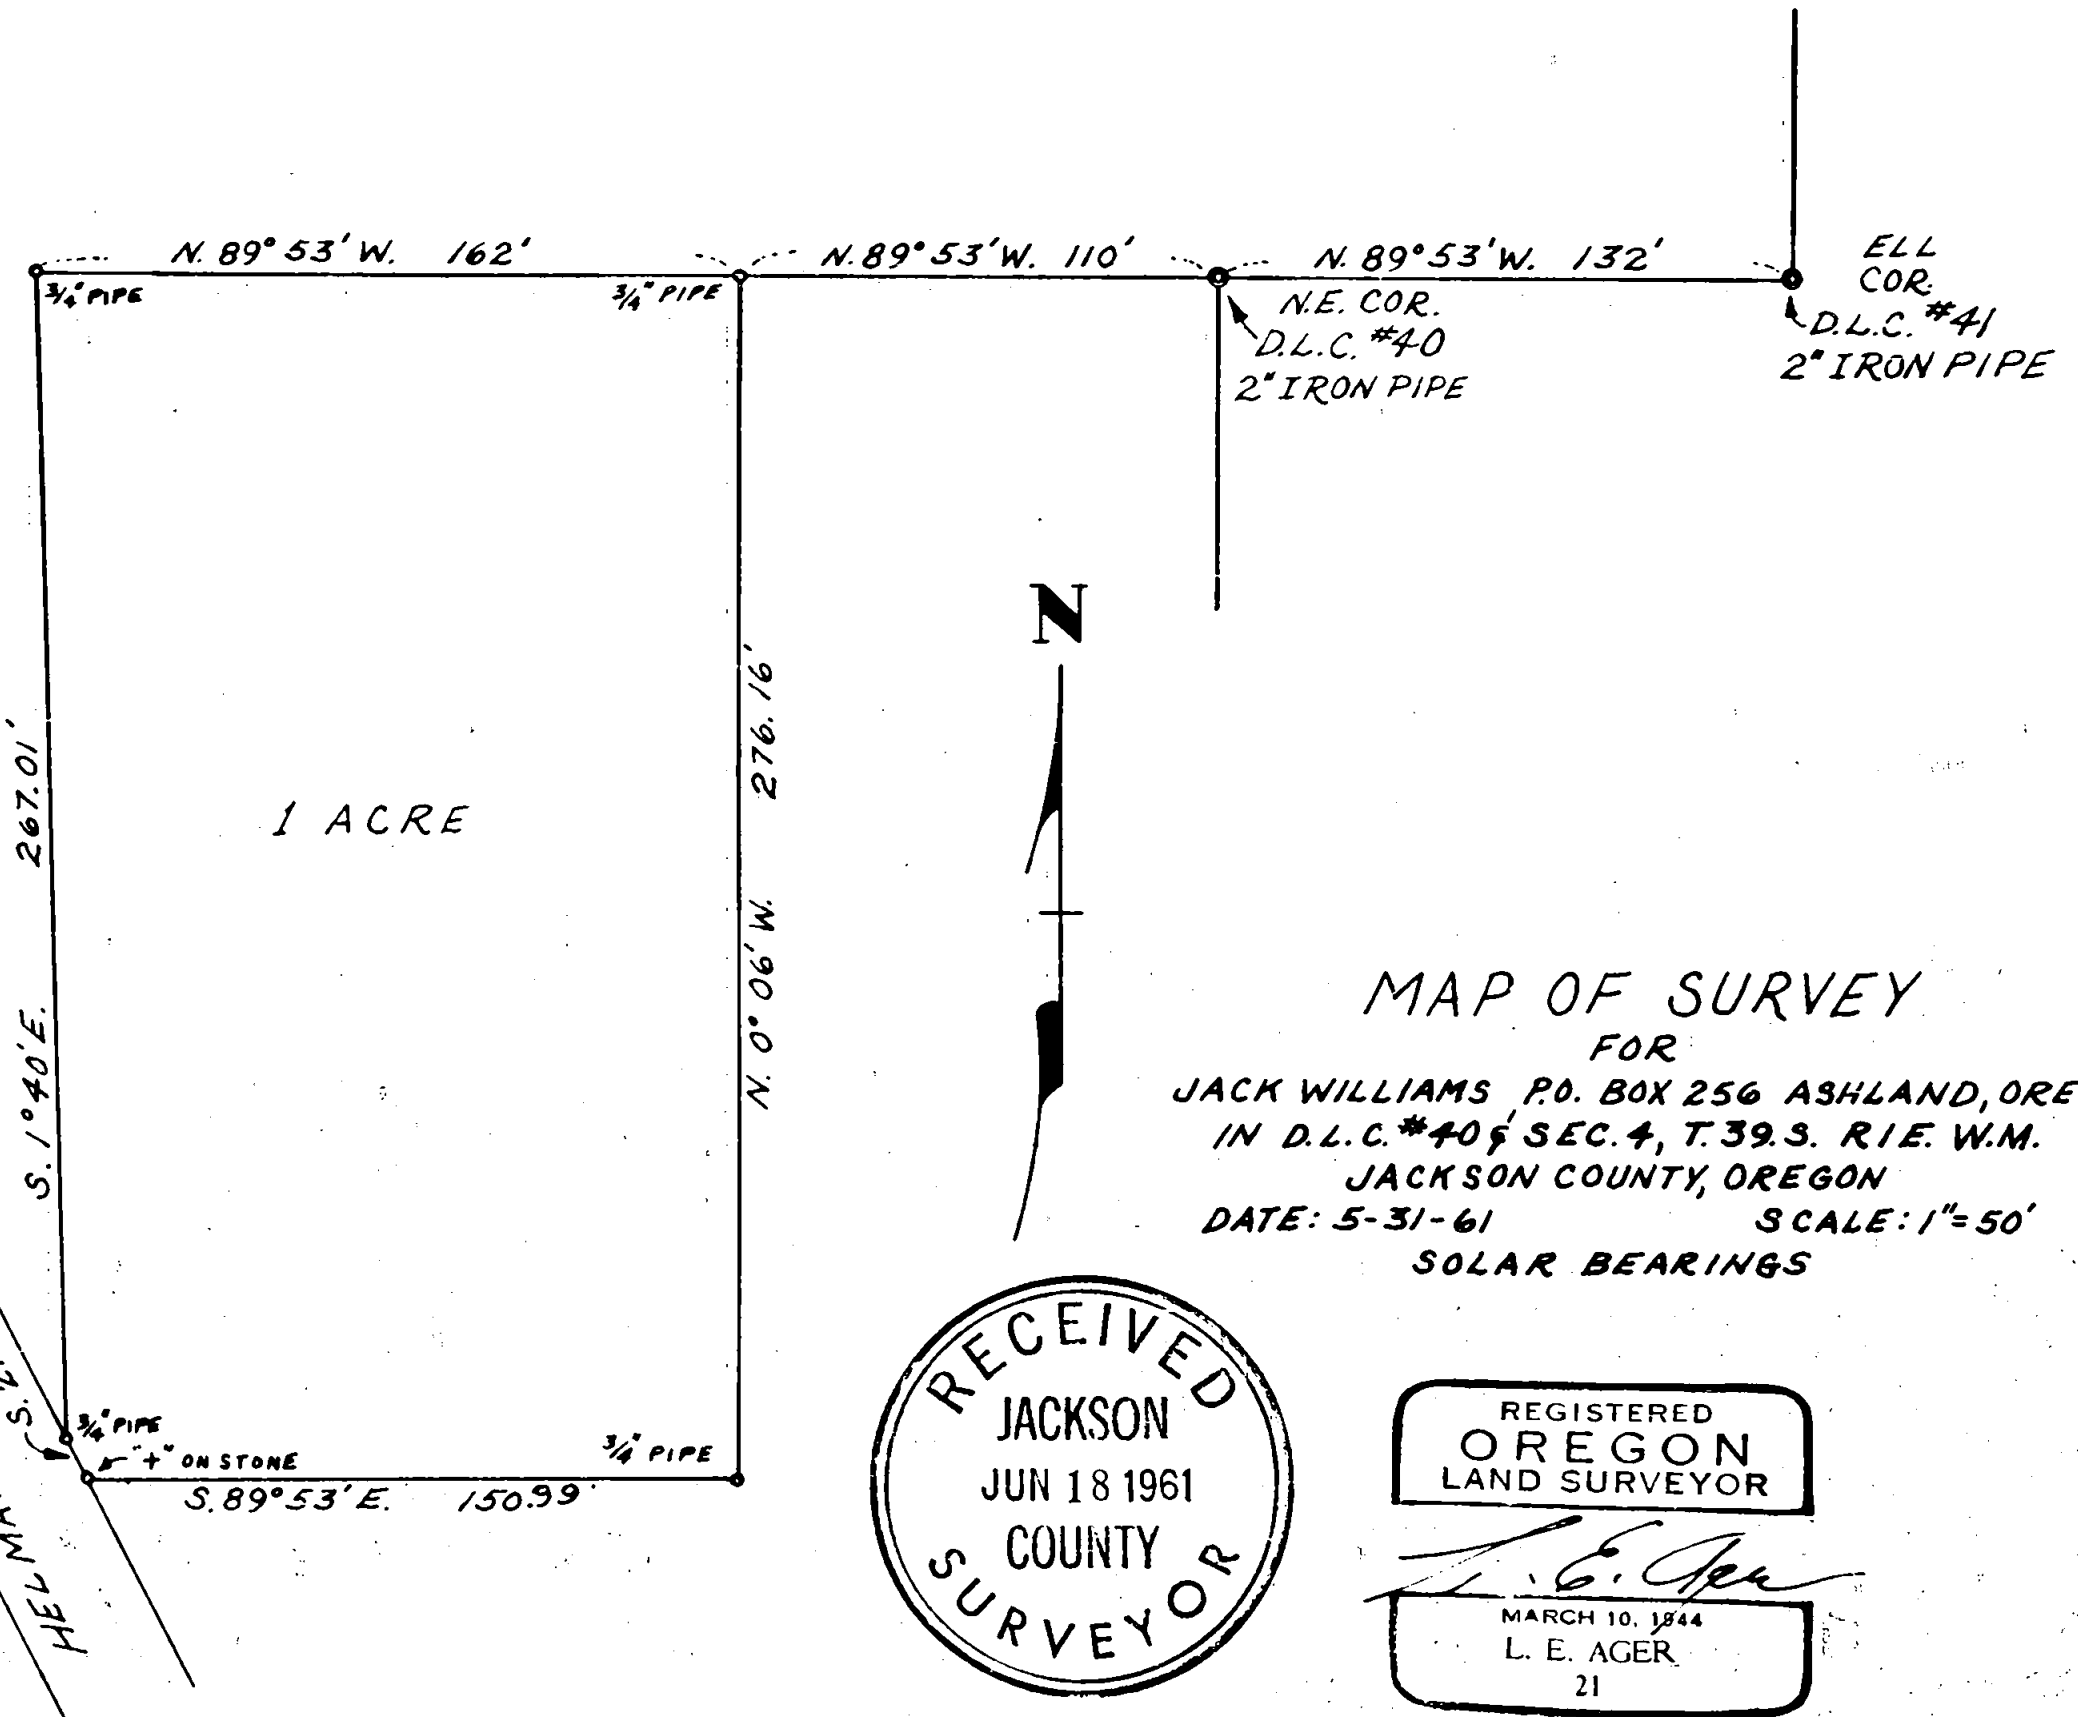 N. 89° 53' W. 162'
N. 89° 53' W. 110'
N. 89° 53' W. 132'
ELL
COR.
D.L.C. #41
2" IRON PIPE
3/4" PIPE
3/4" PIPE
N.E. COR.
D.L.C. #40
2" IRON PIPE
S. 1° 40' E. 267.01'
1 ACRE
N. 0° 06' W. 276.16'
N
MAP OF SURVEY
FOR
JACK WILLIAMS, P.O. BOX 256 ASHLAND, ORE
IN D.L.C. #40 & SEC. 4, T. 39. S. R1E. W.M.
JACKSON COUNTY, OREGON
DATE: 5-31-61 SCALE: 1"=50'
SOLAR BEARINGS
3/4" PIPE
"+" ON STONE
3/4" PIPE
S. 89° 53' E. 150.99'
RECEIVED
JACKSON
JUN 18 1961
COUNTY
SURVEYOR
REGISTERED
OREGON
LAND SURVEYOR
L. E. Ager
MARCH 10, 1944
L. E. AGER
21